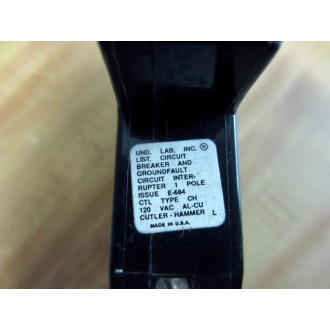 UND. LAB. INC.®
LIST. CIRCUIT
BREAKER AND
GROUNDFAULT
CIRCUIT INTER-
RUPTER 1 POLE
ISSUE E-684
CTL TYPE CH
120 VAC AL-CU
CUTLER-HAMMER L
MADE IN U.S.A.